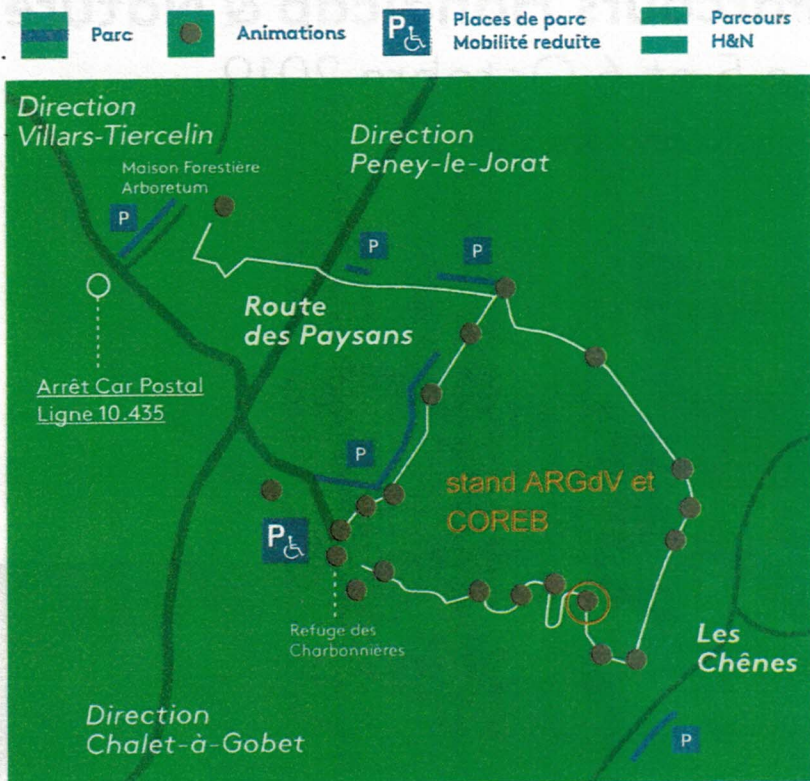 Parc
Animations
P
Places de parc
Mobilité reduite
Parcours
H&N
Direction
Villars-Tiercelin
Direction
Peney-le-Jorat
Maison Forestière
Arboretum
P
P
P
Route
des Paysans
Arrêt Car Postal
Ligne 10.435
P
stand ARGdV et
COREB
P
Refuge des
Charbonnières
Les
Chênes
Direction
Chalet-à-Gobet
P